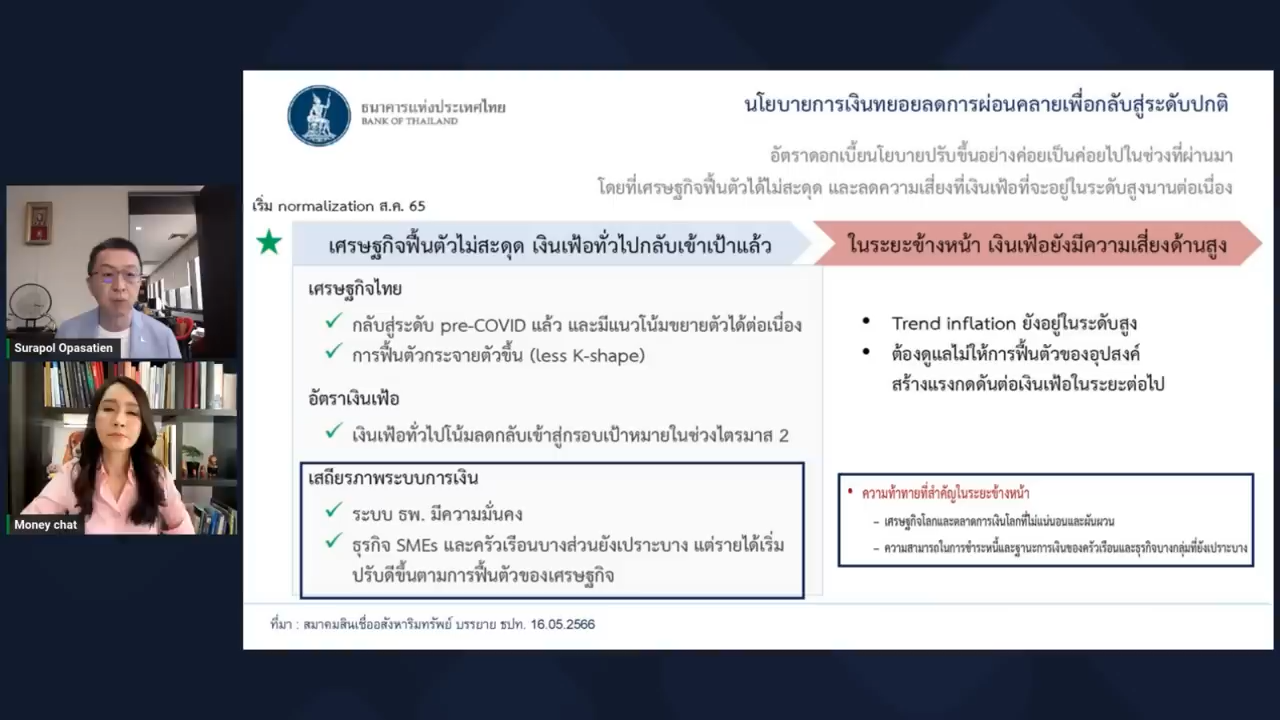 ธนาคารแห่งประเทศไทย
BANK OF THAILAND
นโยบายการเงินทยอยลดการผ่อนคลายเพื่อกลับสู่ระดับปกติ
อัตราดอกเบี้ยนโยบายปรับขึ้นอย่างค่อยเป็นค่อยไปในช่วงที่ผ่านมา
โดยที่เศรษฐกิจฟื้นตัวได้ไม่สะดุด และลดความเสี่ยงที่เงินเฟ้อที่จะอยู่ในระดับสูงนานต่อเนื่อง
เริ่ม normalization ส.ค. 65
เศรษฐกิจฟื้นตัวไม่สะดุด เงินเฟ้อทั่วไปกลับเข้าเป้าแล้ว
ในระยะข้างหน้า เงินเฟ้อยังมีความเสี่ยงด้านสูง
เศรษฐกิจไทย
กลับสู่ระดับ pre-COVID แล้ว และมีแนวโน้มขยายตัวได้ต่อเนื่อง
การฟื้นตัวกระจายตัวขึ้น (less K-shape)
อัตราเงินเฟ้อ
เงินเฟ้อทั่วไปโน้มลดกลับเข้าสู่กรอบเป้าหมายในช่วงไตรมาส 2
เสถียรภาพระบบการเงิน
ระบบ ธพ. มีความมั่นคง
ธุรกิจ SMEs และครัวเรือนบางส่วนยังเปราะบาง แต่รายได้เริ่ม
ปรับดีขึ้นตามการฟื้นตัวของเศรษฐกิจ
• Trend inflation ยังอยู่ในระดับสูง
• ต้องดูแลไม่ให้การฟื้นตัวของอุปสงค์
สร้างแรงกดดันต่อเงินเฟ้อในระยะต่อไป
• ความท้าทายที่สำคัญในระยะข้างหน้า
– เศรษฐกิจโลกและตลาดการเงินโลกที่ไม่แน่นอนและผันผวน
– ความสามารถในการชำระหนี้และฐานะการเงินของครัวเรือนและธุรกิจบางกลุ่มที่ยังเปราะบาง
ที่มา : สมาคมสินเชื่ออสังหาริมทรัพย์ บรรยาย ธปท. 16.05.2566
Surapol Opasatien
Money chat